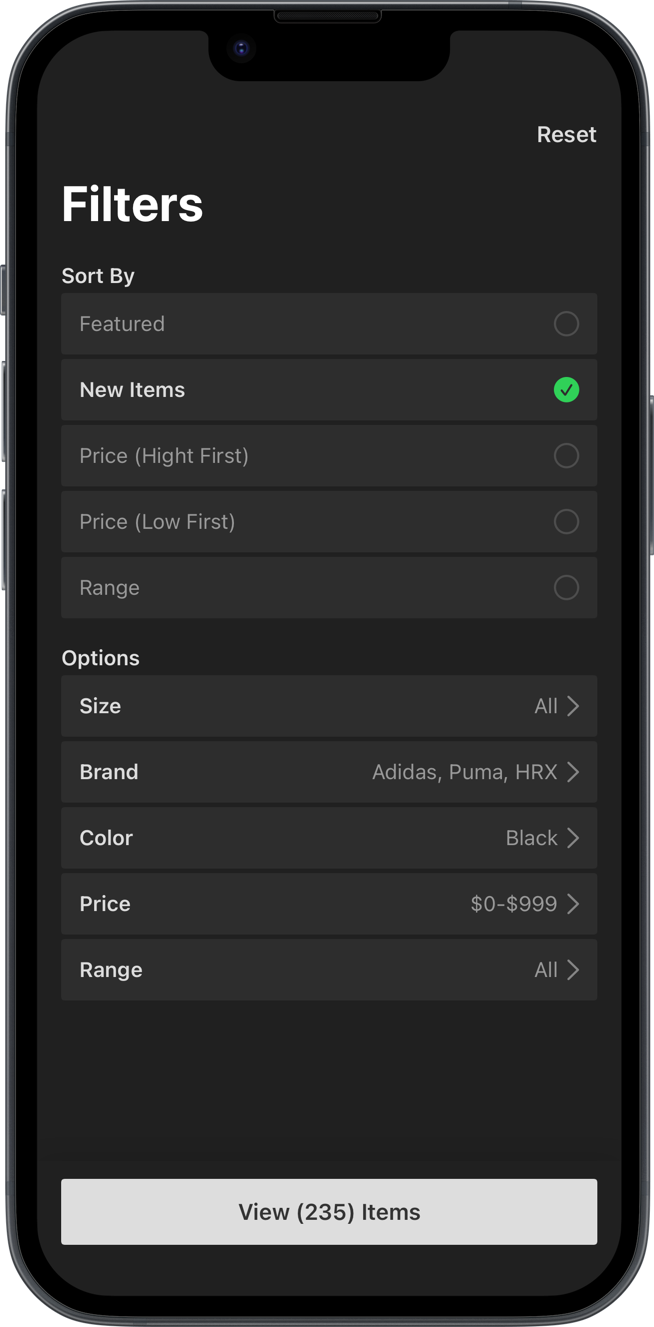 Reset
Filters
Sort By
Featured
New Items
Price (Hight First)
Price (Low First)
Range
Options
Size All
Brand Adidas, Puma, HRX
Color Black
Price $0-$999
Range All
View (235) Items